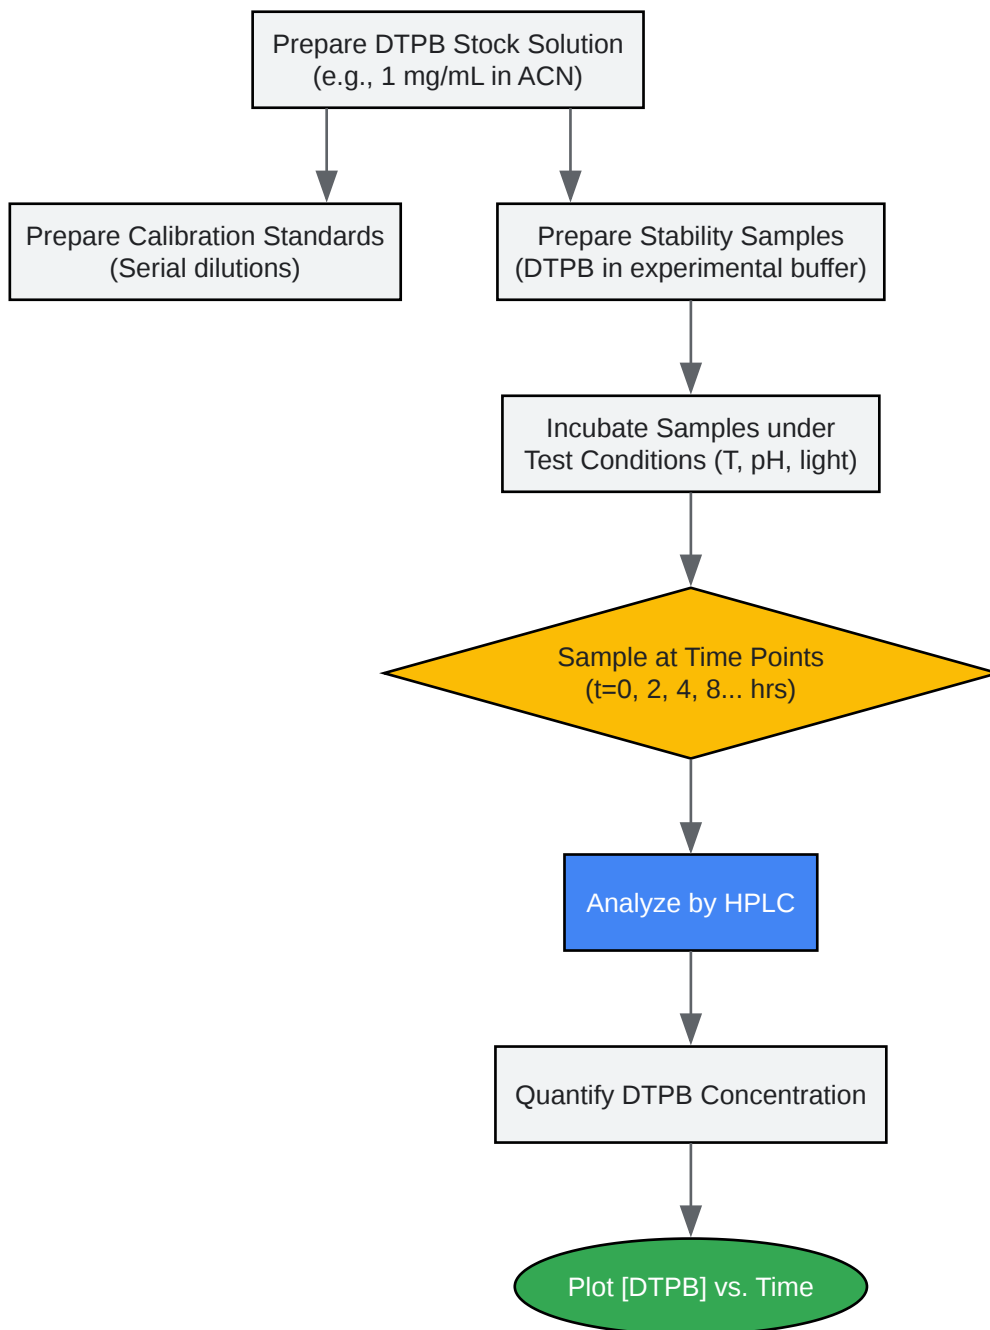 Prepare DTPB Stock Solution
(e.g., 1 mg/mL in ACN)
Prepare Calibration Standards
(Serial dilutions)
Prepare Stability Samples
(DTPB in experimental buffer)
Incubate Samples under
Test Conditions (T, pH, light)
Sample at Time Points
(t=0, 2, 4, 8... hrs)
Analyze by HPLC
Quantify DTPB Concentration
Plot [DTPB] vs. Time